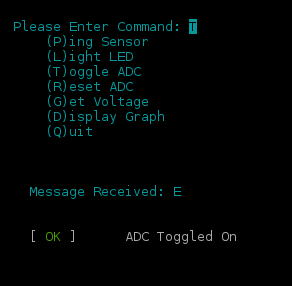 Please Enter Command: T
(P)ing Sensor
(L)ight LED
(T)oggle ADC
(R)eset ADC
(G)et Voltage
(D)isplay Graph
(Q)uit
Message Received: E
[ OK ] ADC Toggled On